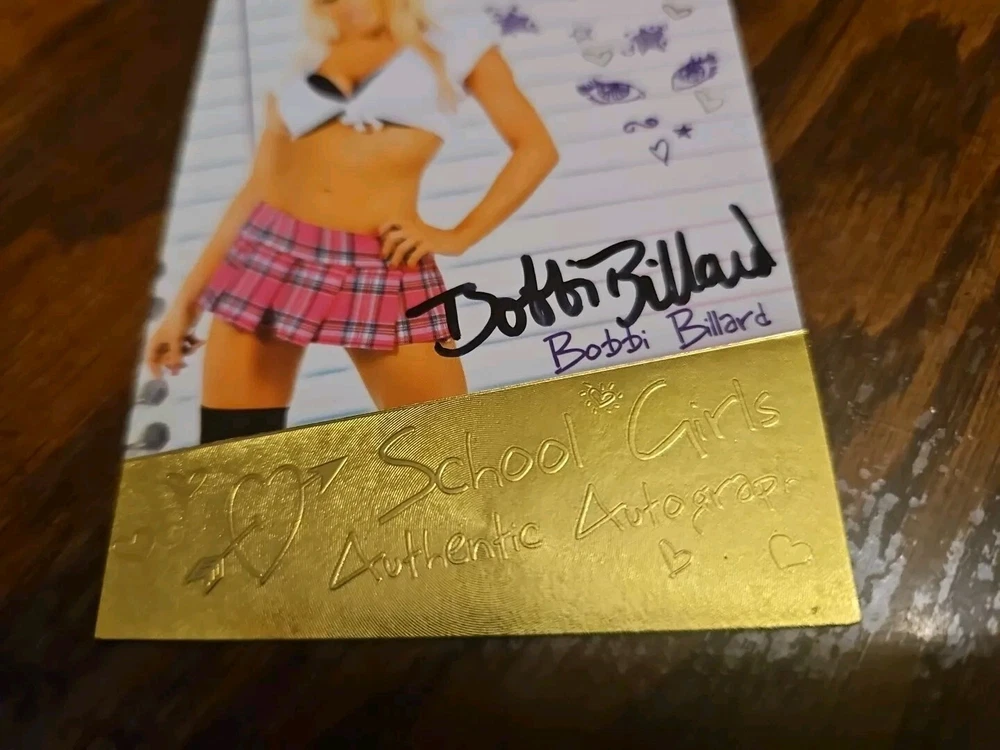 Bobbi Billard
Bobbi Billard
School Girls
Authentic Autograph